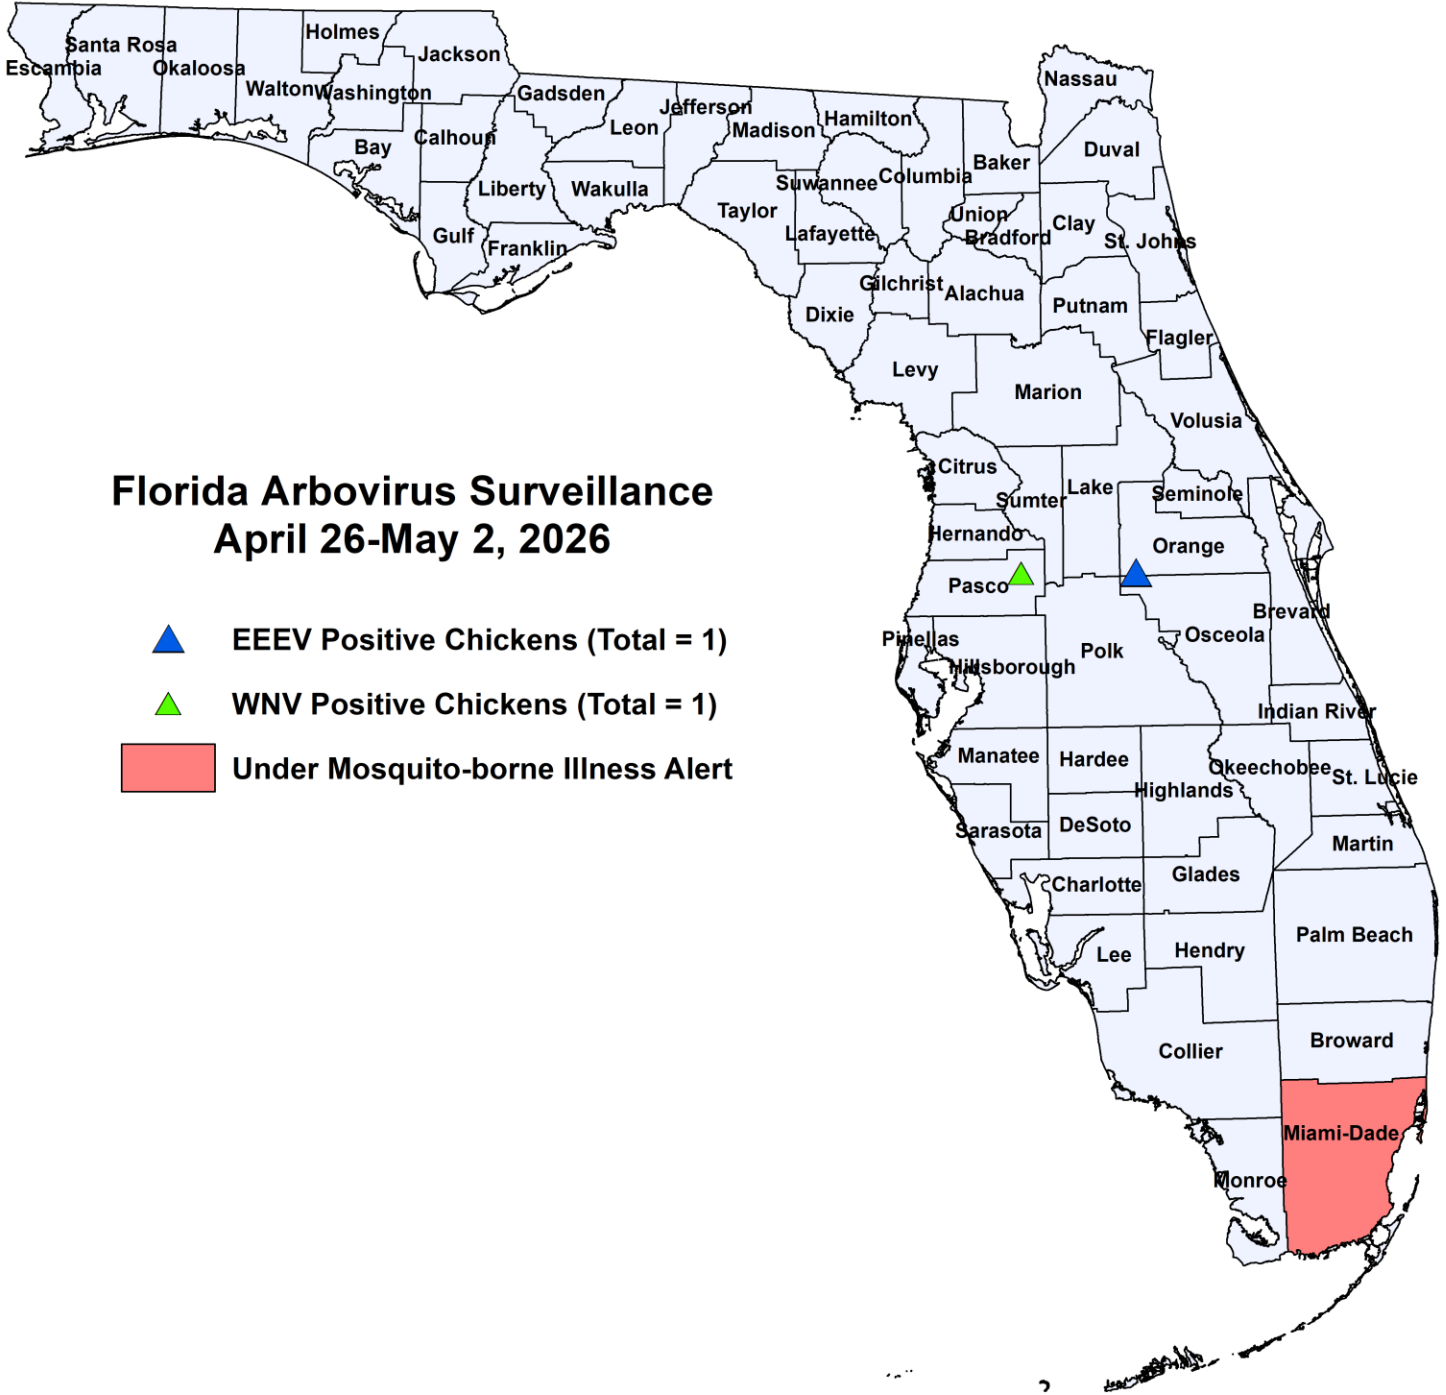 Holmes
Santa Rosa
Jackson
Escambia
Okaloosa
Walton
Washington
Gadsden
Nassau
Jefferson
Leon
Madison
Hamilton
Calhoun
Bay
Duval
Baker
Columbia
Suwannee
Liberty
Wakulla
Taylor
Union
Clay
Lafayette
Bradford
St. Johns
Gulf
Franklin
Gilchrist
Alachua
Putnam
Dixie
Flagler
Levy
Marion
Volusia
Citrus
Lake
Seminole
Sumter
Florida Arbovirus Surveillance
April 26-May 2, 2026
Hernando
Orange
Pasco
Brevard
Osceola
Pinellas
Polk
Hillsborough
EEEV Positive Chickens (Total = 1)
WNV Positive Chickens (Total = 1)
Under Mosquito-borne Illness Alert
Indian River
Manatee
Hardee
Okeechobee
St. Lucie
Highlands
Sarasota
DeSoto
Martin
Glades
Charlotte
Palm Beach
Hendry
Lee
Broward
Collier
Miami-Dade
Monroe